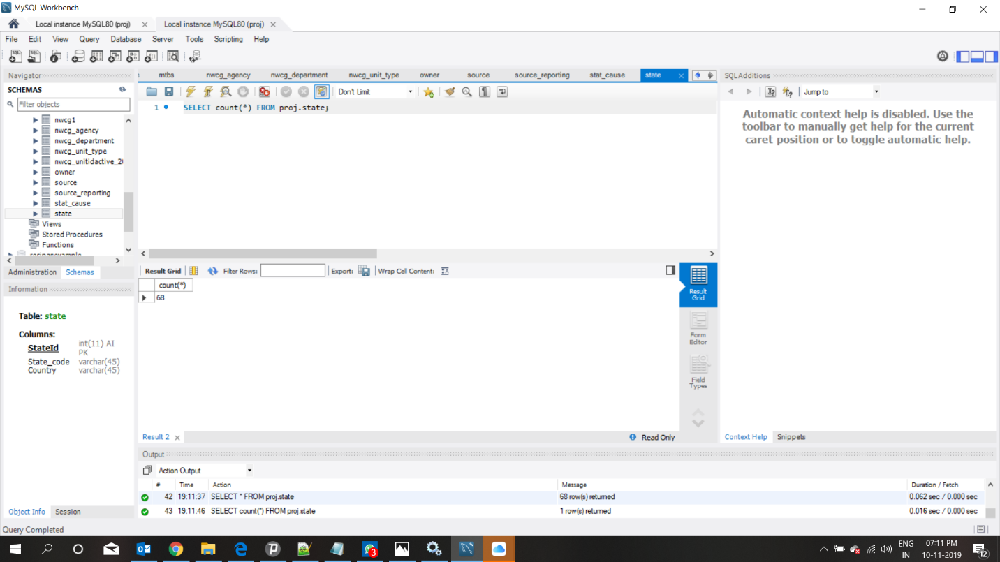 MySQL Workbench
Local instance MySQL80 (proj) Local instance MySQL80 (proj)
File Edit View Query Database Server Tools Scripting Help
Navigator
SCHEMAS
Filter objects
nwcg1
nwcg_agency
nwcg_department
nwcg_unit_type
nwcg_unitidactive_20
owner
source
source_reporting
stat_cause
state
Views
Stored Procedures
Functions
Administration Schemas
Information
Table: state
Columns:
StateId int(11) AI PK
State_code varchar(45)
Country varchar(45)
Object Info Session
mtbs nwcg_agency nwcg_department nwcg_unit_type owner source source_reporting stat_cause state
Don't Limit
1 SELECT count(*) FROM proj.state;
Result Grid Filter Rows: Export: Wrap Cell Content:
count(*)
68
Result Grid
Form Editor
Field Types
Result 2 Read Only
SQLAdditions
Jump to
Automatic context help is disabled. Use the
toolbar to manually get help for the current
caret position or to toggle automatic help.
Context Help Snippets
Output
Action Output
# Time Action Message Duration / Fetch
42 19:11:37 SELECT * FROM proj.state 68 row(s) returned 0.062 sec / 0.000 sec
43 19:11:46 SELECT count(*) FROM proj.state 1 row(s) returned 0.016 sec / 0.000 sec
Query Completed
3
ENG
IN
07:11 PM
10-11-2019
12